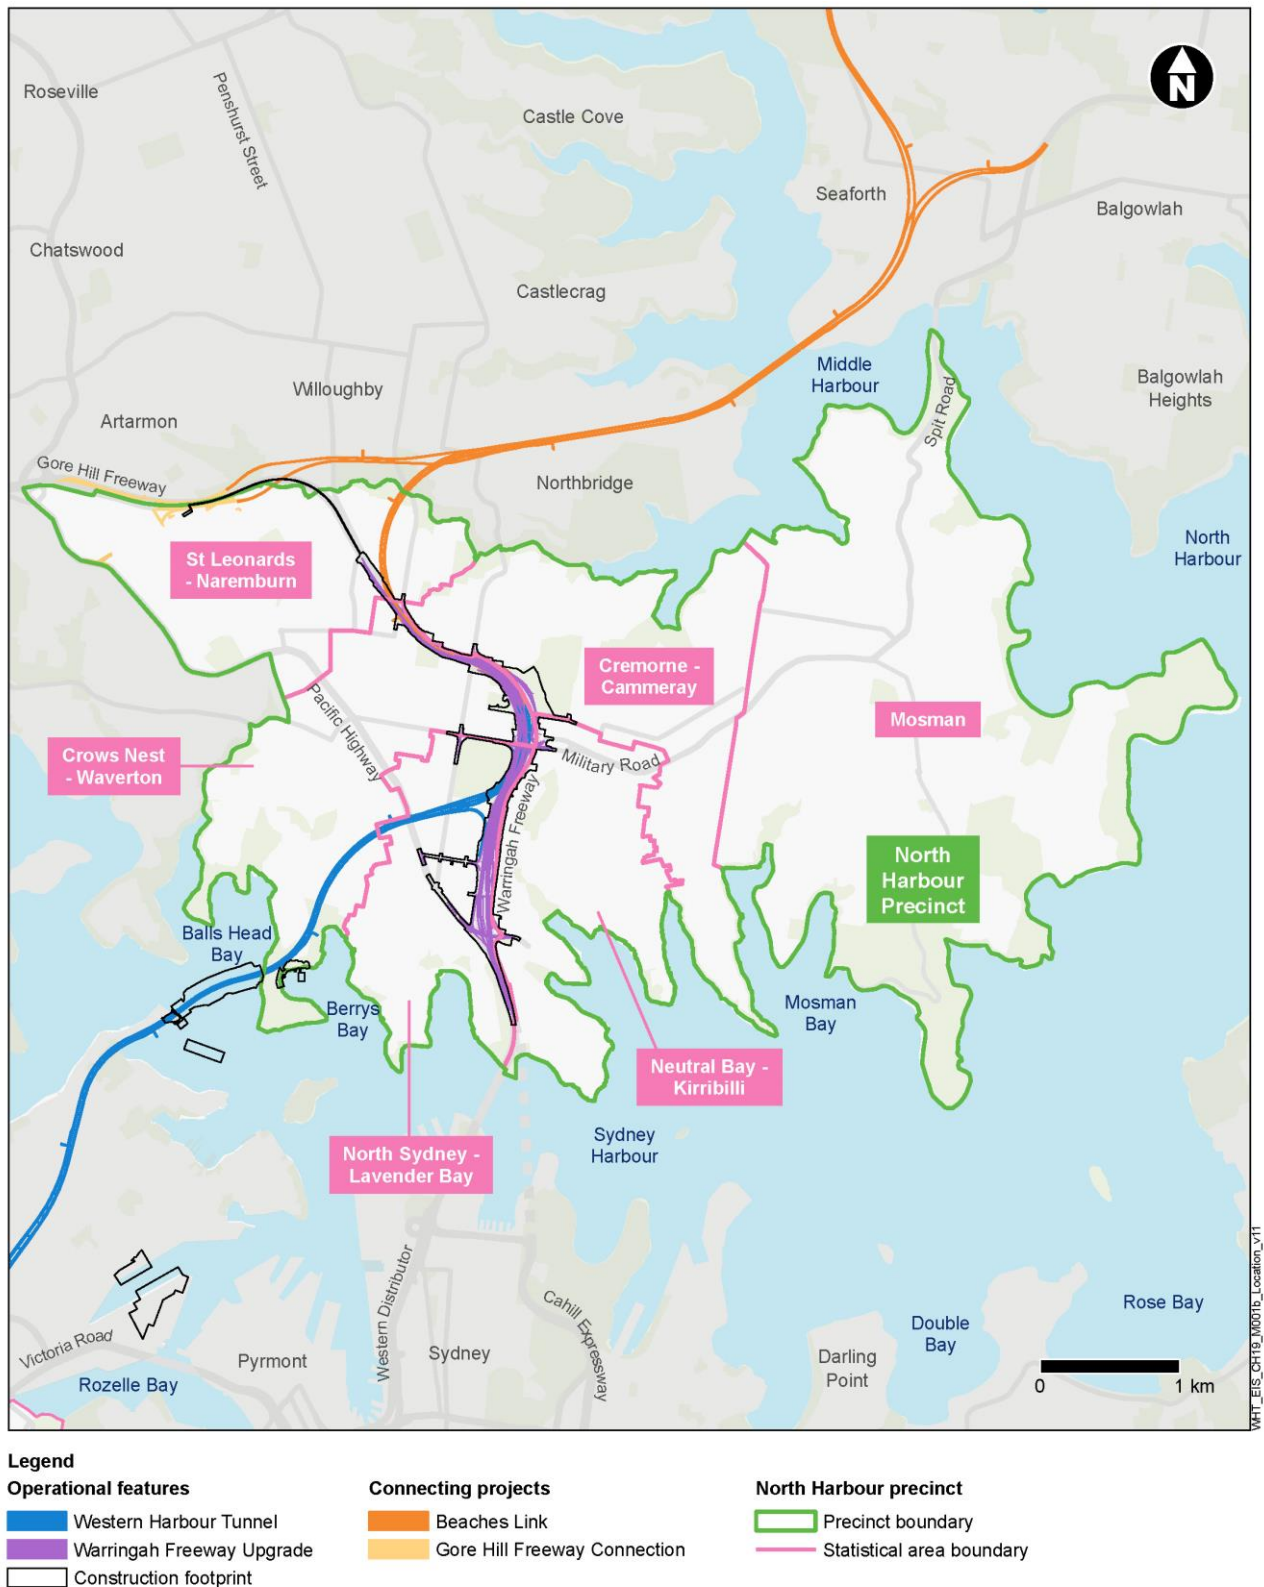 N
Roseville
Penshurst Street
Castle Cove
Seaforth
Balgowlah
Chatswood
Castlecrag
Middle
Harbour
Balgowlah
Heights
Willoughby
Spit Road
Artarmon
Gore Hill Freeway
Northbridge
North
Harbour
St Leonards
- Naremburn
Cremorne -
Cammeray
Mosman
Pacific Highway
Crows Nest
- Waverton
Military Road
Warringah Freeway
North
Harbour
Precinct
Balls Head
Bay
Berrys
Bay
Mosman
Bay
Neutral Bay -
Kirribilli
North Sydney -
Lavender Bay
Sydney
Harbour
Western Distributor
Cahill Expressway
Victoria Road
Pyrmont
Sydney
Rozelle Bay
Darling
Point
Double
Bay
Rose Bay
0 1 km
WHT_EIS_CH19_M001b_Location_v11
Legend
Operational features
Western Harbour Tunnel
Warringah Freeway Upgrade
Construction footprint
Connecting projects
Beaches Link
Gore Hill Freeway Connection
North Harbour precinct
Precinct boundary
Statistical area boundary